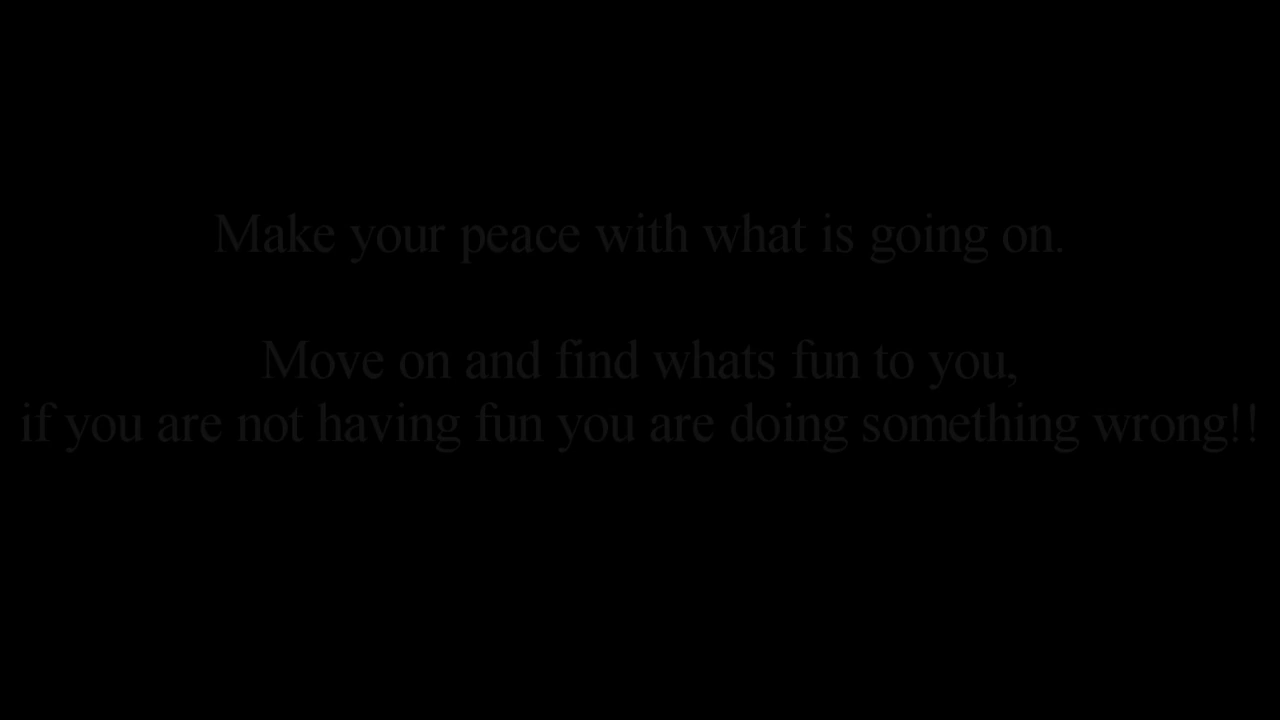 Make your peace with what is going on.
Move on and find whats fun to you,
if you are not having fun you are doing something wrong!!